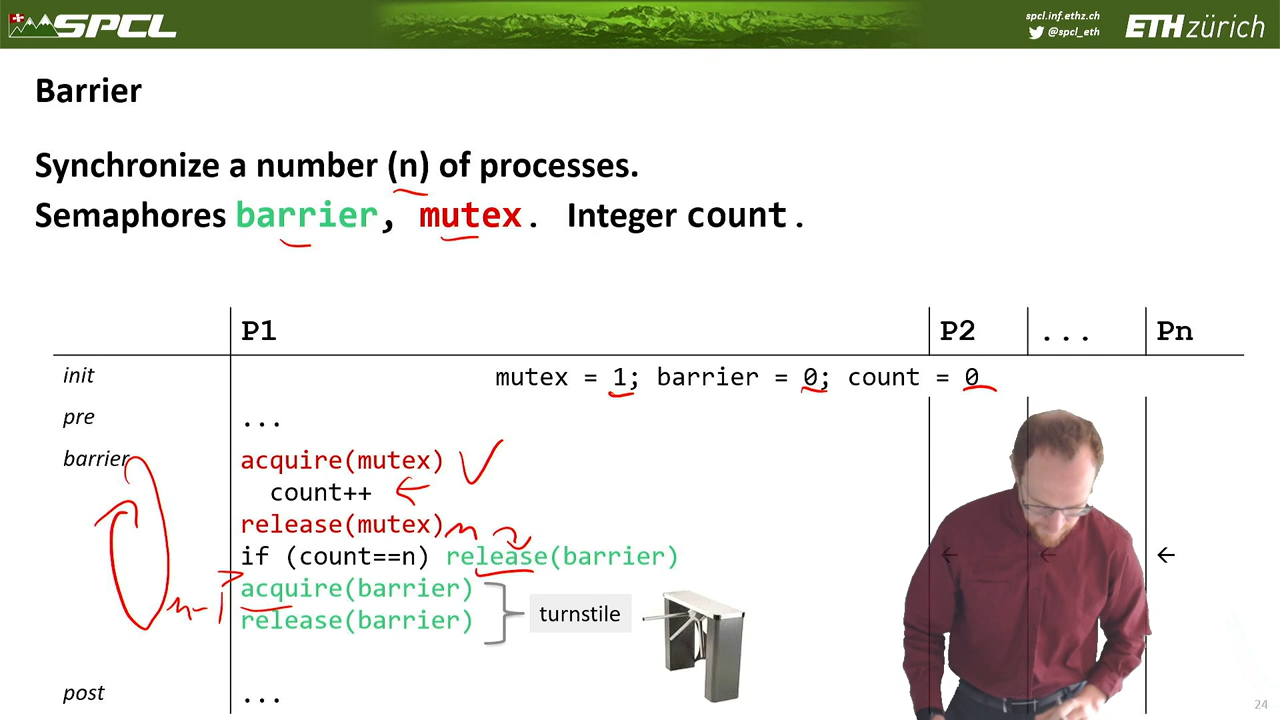 SPCL
spcl.inf.ethz.ch
@spcl_eth
ETH zürich
Barrier
Synchronize a number (n) of processes.
Semaphores barrier, mutex. Integer count.
P1 P2 ... Pn
init mutex = 1; barrier = 0; count = 0
pre ...
barrier acquire(mutex)
count++ ←
release(mutex) n
if (count==n) release(barrier) ← ← ←
n-1 acquire(barrier)
turnstile
release(barrier)
post ...
24